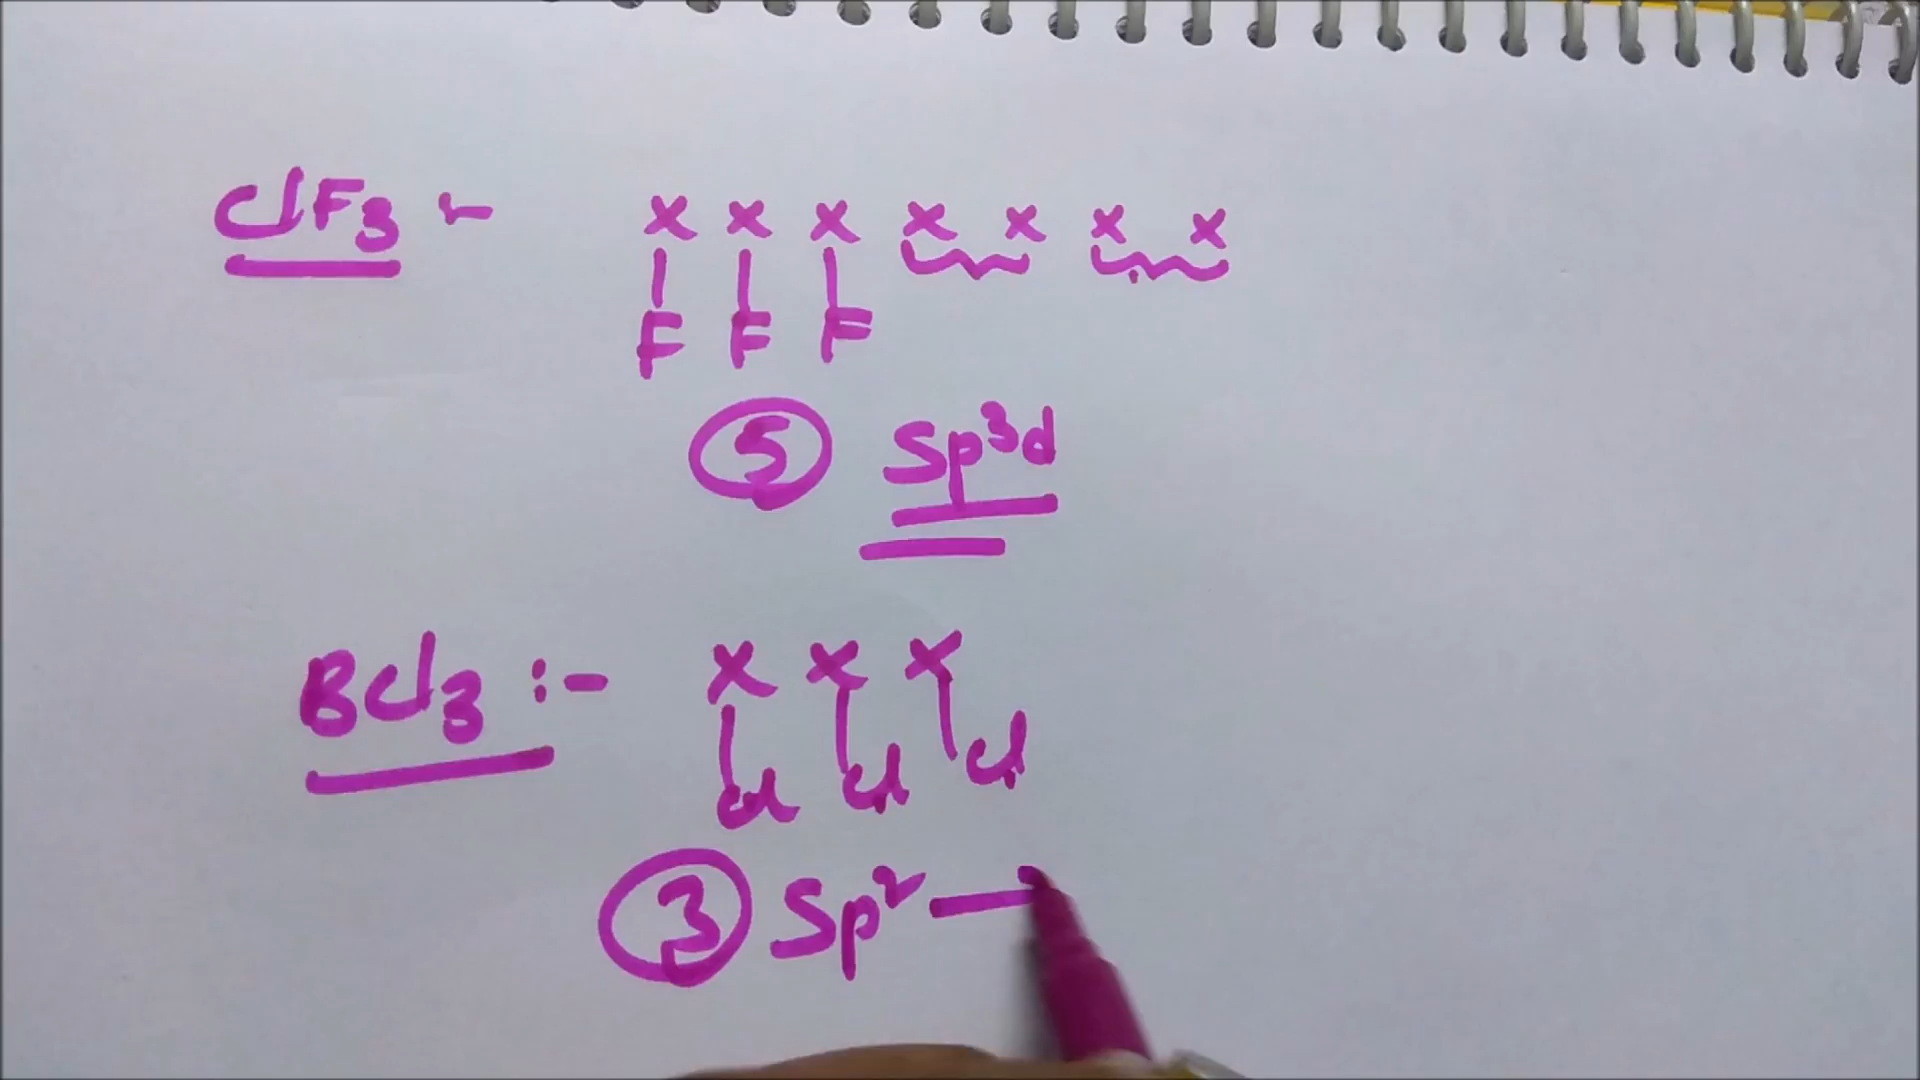 ClF3 :-   x x x x x x x
F F F
5 Sp³d
BCl3 :-   x x x
Cl Cl Cl
3 Sp² —